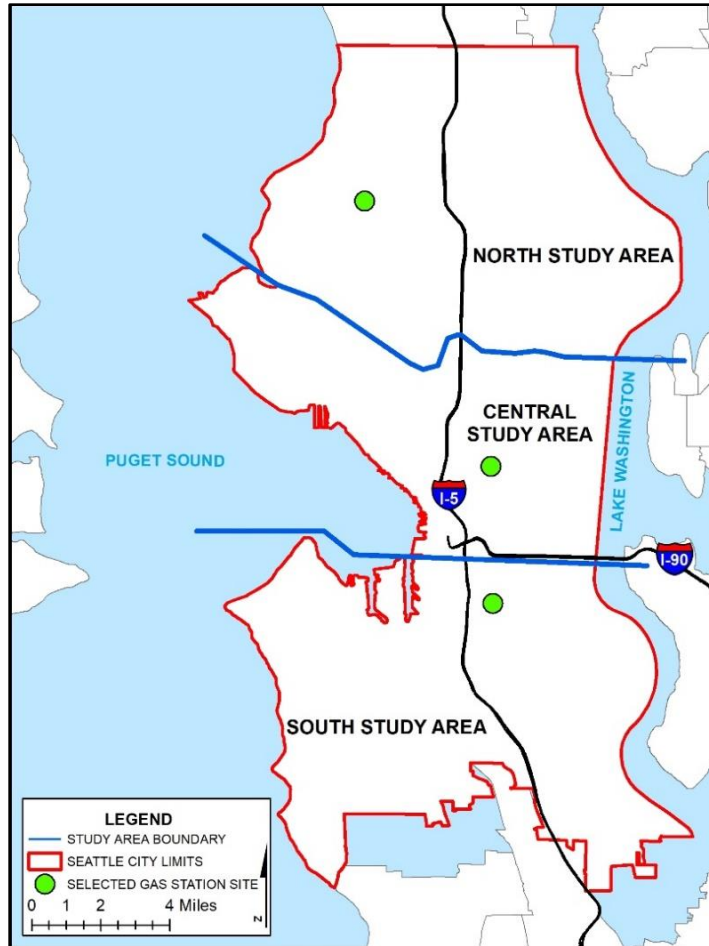 NORTH STUDY AREA
CENTRAL
STUDY AREA
LAKE WASHINGTON
PUGET SOUND
I-5
I-90
SOUTH STUDY AREA
LEGEND
STUDY AREA BOUNDARY
SEATTLE CITY LIMITS
SELECTED GAS STATION SITE
0 1 2 4 Miles
N